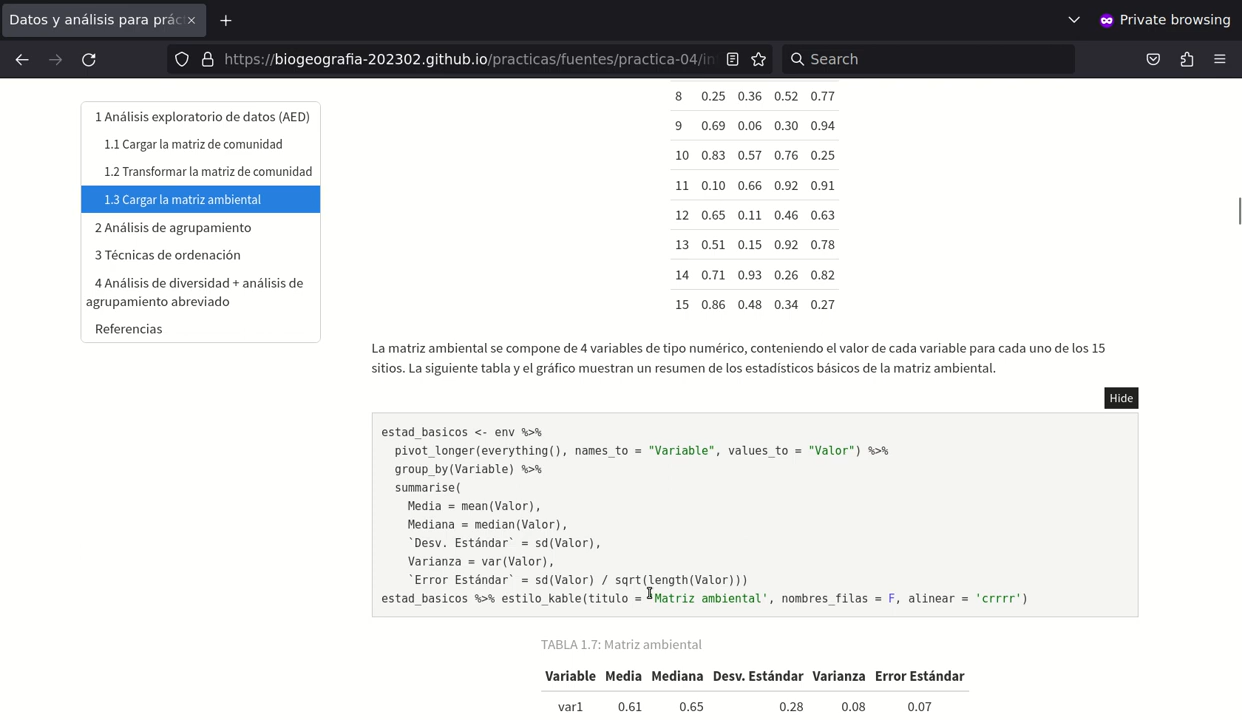 Datos y análisis para prác
Private browsing
https://biogeografia-202302.github.io/practicas/fuentes/practica-04/in
Search
1 Análisis exploratorio de datos (AED)
1.1 Cargar la matriz de comunidad
1.2 Transformar la matriz de comunidad
1.3 Cargar la matriz ambiental
2 Análisis de agrupamiento
3 Técnicas de ordenación
4 Análisis de diversidad + análisis de
agrupamiento abreviado
Referencias
8 0.25 0.36 0.52 0.77
9 0.69 0.06 0.30 0.94
10 0.83 0.57 0.76 0.25
11 0.10 0.66 0.92 0.91
12 0.65 0.11 0.46 0.63
13 0.51 0.15 0.92 0.78
14 0.71 0.93 0.26 0.82
15 0.86 0.48 0.34 0.27
La matriz ambiental se compone de 4 variables de tipo numérico, conteniendo el valor de cada variable para cada uno de los 15
sitios. La siguiente tabla y el gráfico muestran un resumen de los estadísticos básicos de la matriz ambiental.
Hide
estad_basicos <- env %>%
  pivot_longer(everything(), names_to = "Variable", values_to = "Valor") %>%
  group_by(Variable) %>%
  summarise(
    Media = mean(Valor),
    Mediana = median(Valor),
    `Desv. Estándar` = sd(Valor),
    Varianza = var(Valor),
    `Error Estándar` = sd(Valor) / sqrt(length(Valor)))
estad_basicos %>% estilo_kable(titulo = 'Matriz ambiental', nombres_filas = F, alinear = 'crrrr')
TABLA 1.7: Matriz ambiental
Variable Media Mediana Desv. Estándar Varianza Error Estándar
var1 0.61 0.65 0.28 0.08 0.07